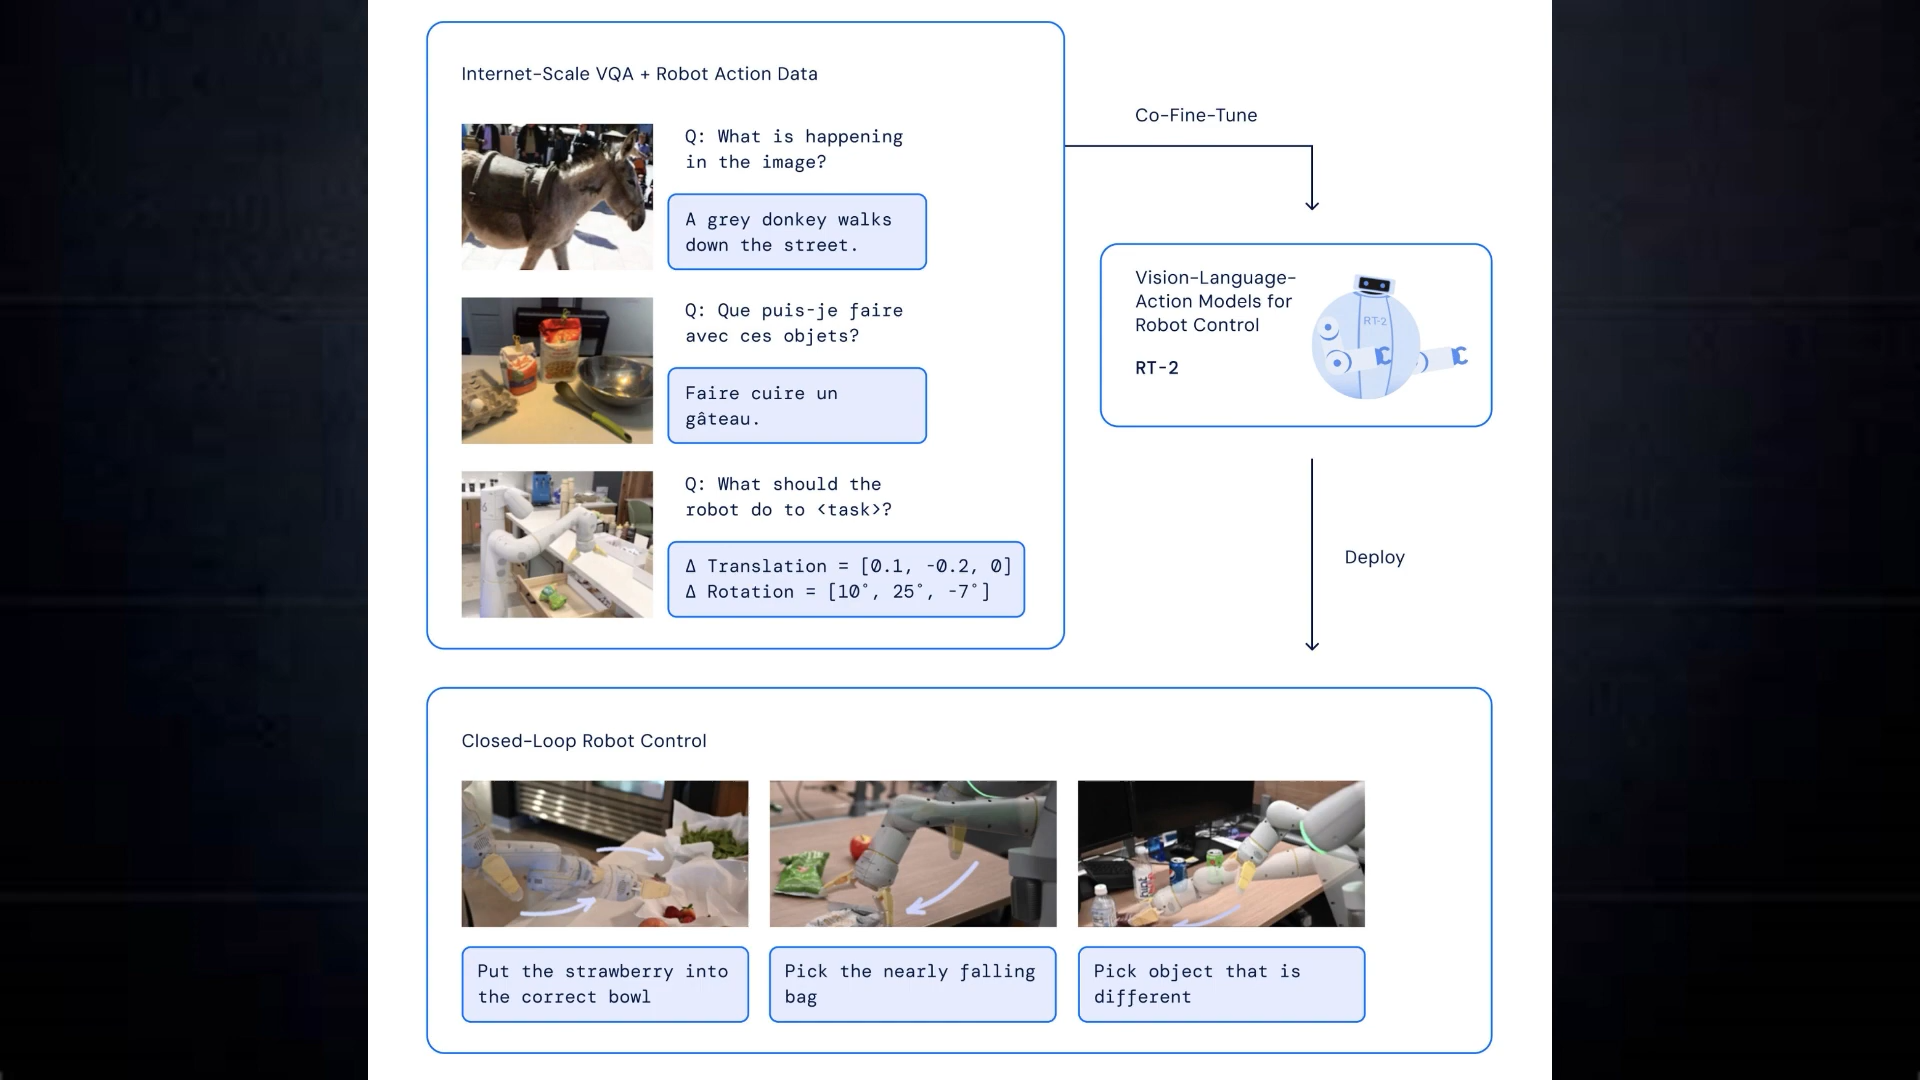 Internet-Scale VQA + Robot Action Data
Q: What is happening
in the image?
A grey donkey walks
down the street.
Q: Que puis-je faire
avec ces objets?
Faire cuire un
gâteau.
Q: What should the
robot do to <task>?
Δ Translation = [0.1, -0.2, 0]
Δ Rotation = [10°, 25°, -7°]
Co-Fine-Tune
Vision-Language-
Action Models for
Robot Control
RT-2
RT-2
Deploy
Closed-Loop Robot Control
Put the strawberry into
the correct bowl
Pick the nearly falling
bag
Pick object that is
different